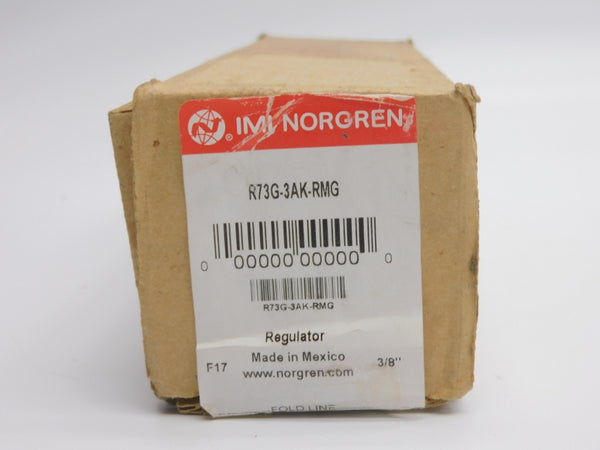 IMI NORGREN
R73G-3AK-RMG
0 00000 00000 0
R73G-3AK-RMG
Regulator
Made in Mexico
F17 www.norgren.com 3/8"
FOLD LINE